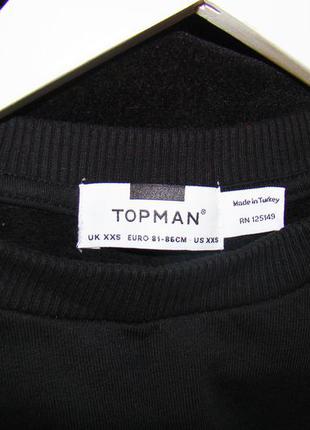 TOPMAN®
UK XXS EURO 81-86CM US XXS
Made in Turkey
RN 125149